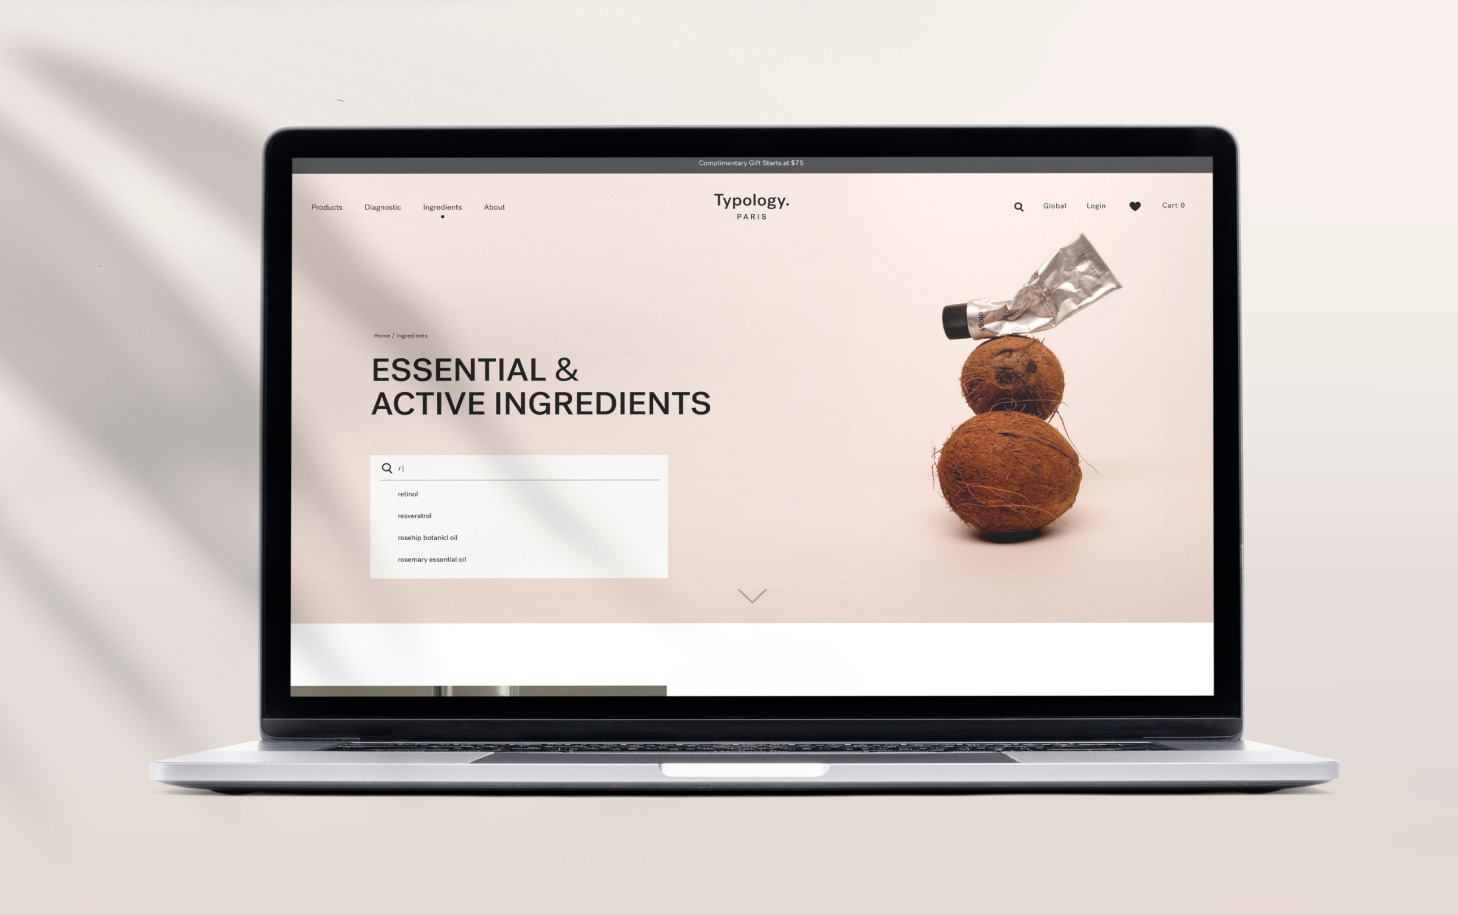 Complimentary Gift Starts at $75
Products Diagnostic Ingredients About
Typology.
PARIS
Global Login Cart 0
Home / Ingredients
ESSENTIAL &
ACTIVE INGREDIENTS
r|
retinol
resveratrol
rosehip botanicl oil
rosemary essential oil